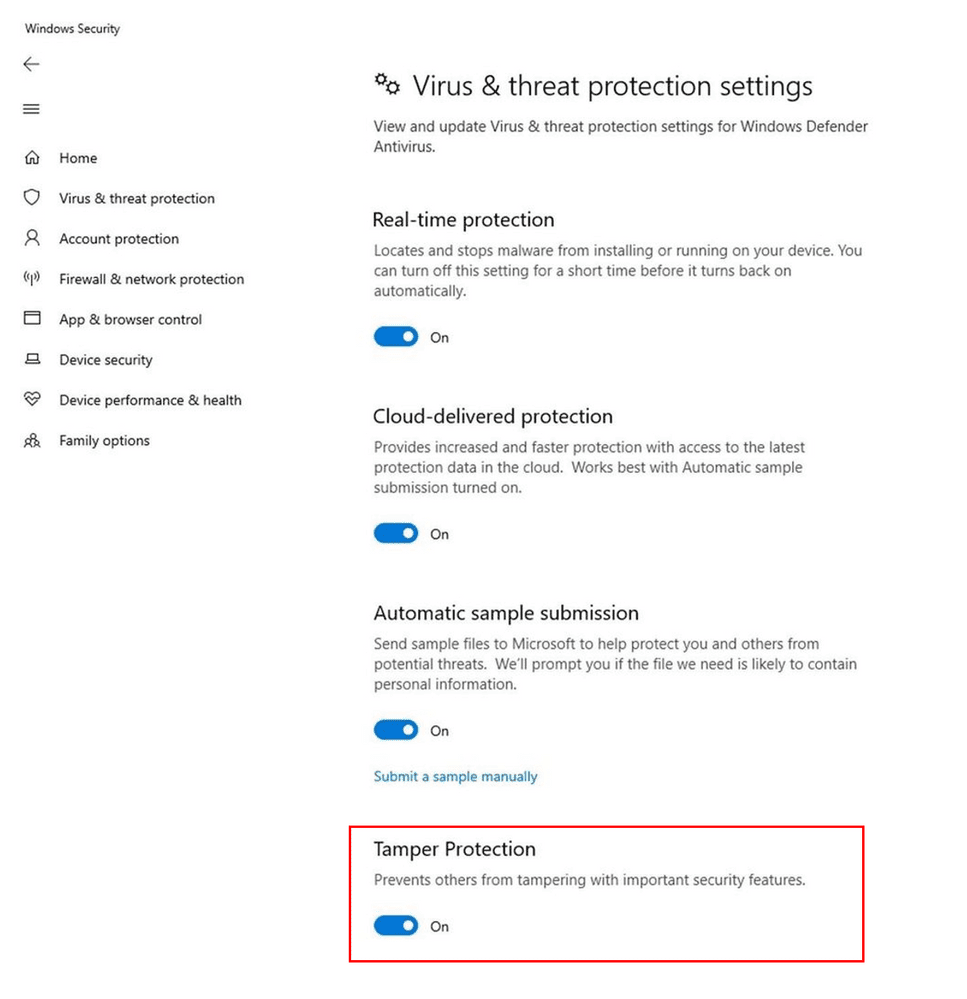 Windows Security
Home
Virus & threat protection
Account protection
Firewall & network protection
App & browser control
Device security
Device performance & health
Family options
Virus & threat protection settings
View and update Virus & threat protection settings for Windows Defender
Antivirus.
Real-time protection
Locates and stops malware from installing or running on your device. You
can turn off this setting for a short time before it turns back on
automatically.
On
Cloud-delivered protection
Provides increased and faster protection with access to the latest
protection data in the cloud.  Works best with Automatic sample
submission turned on.
On
Automatic sample submission
Send sample files to Microsoft to help protect you and others from
potential threats.  We'll prompt you if the file we need is likely to contain
personal information.
On
Submit a sample manually
Tamper Protection
Prevents others from tampering with important security features.
On